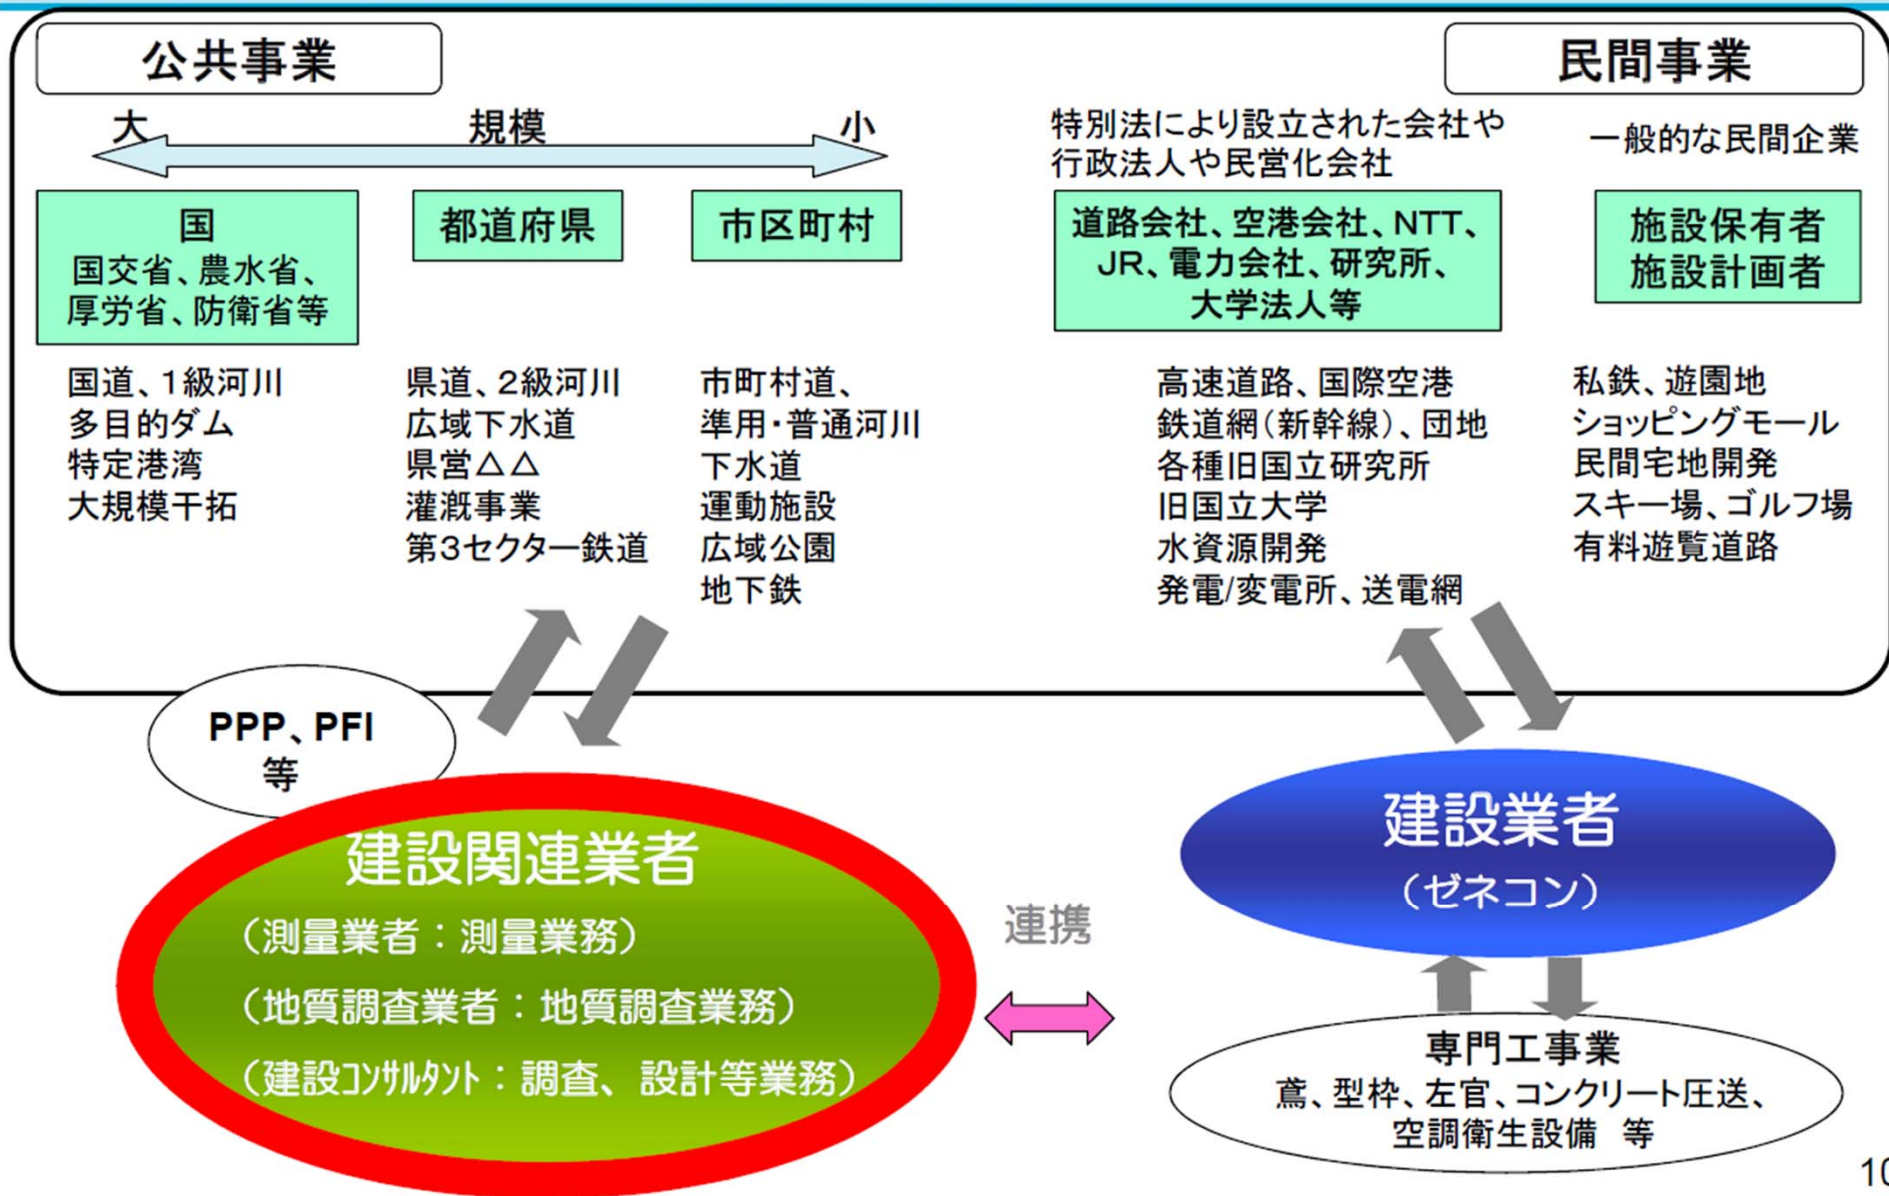 公共事業
民間事業
大
規模
小
特別法により設立された会社や
行政法人や民営化会社
一般的な民間企業
国
国交省、農水省、
厚労省、防衛省等
都道府県
市区町村
道路会社、空港会社、NTT、
JR、電力会社、研究所、
大学法人等
施設保有者
施設計画者
国道、1級河川
多目的ダム
特定港湾
大規模干拓
県道、2級河川
広域下水道
県営△△
灌漑事業
第3セクター鉄道
市町村道、
準用・普通河川
下水道
運動施設
広域公園
地下鉄
高速道路、国際空港
鉄道網(新幹線)、団地
各種旧国立研究所
旧国立大学
水資源開発
発電/変電所、送電網
私鉄、遊園地
ショッピングモール
民間宅地開発
スキー場、ゴルフ場
有料遊覧道路
PPP、PFI
等
建設関連業者
(測量業者：測量業務)
(地質調査業者：地質調査業務)
(建設ｺﾝｻﾙﾀﾝﾄ：調査、設計等業務)
連携
建設業者
(ゼネコン)
専門工事業
鳶、型枠、左官、コンクリート圧送、
空調衛生設備 等
10